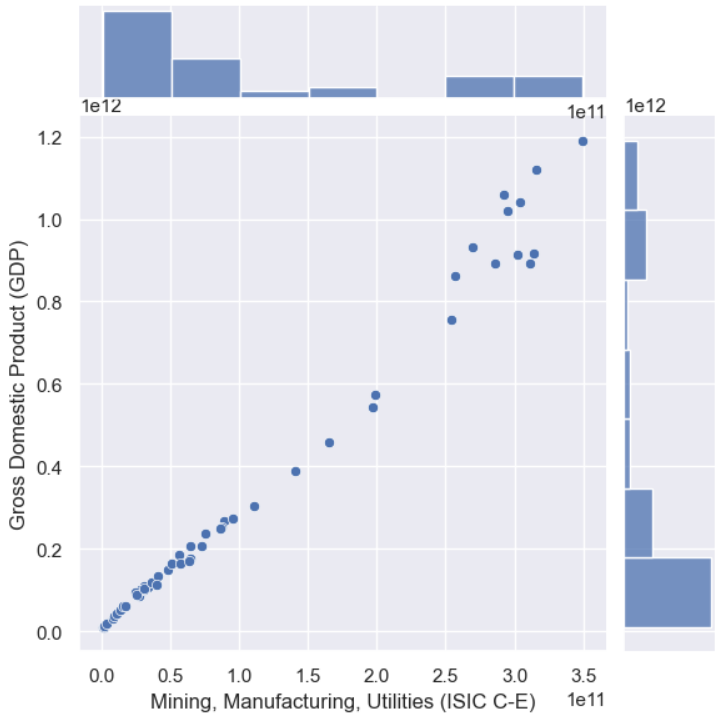 1e12
1e11
1e12
1.2
1.0
0.8
0.6
0.4
0.2
0.0
Gross Domestic Product (GDP)
0.0 0.5 1.0 1.5 2.0 2.5 3.0 3.5
Mining, Manufacturing, Utilities (ISIC C-E)
1e11